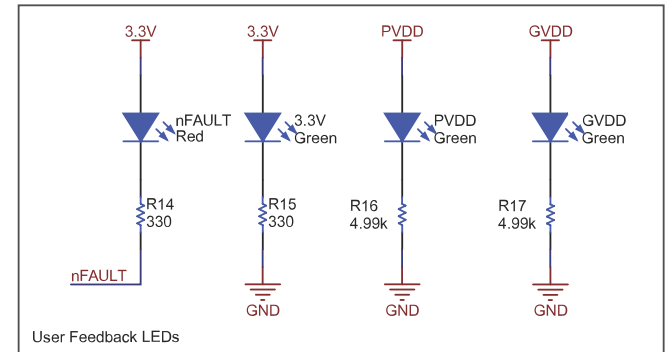 3.3V
3.3V
PVDD
GVDD
nFAULT
Red
3.3V
Green
PVDD
Green
GVDD
Green
R14
330
R15
330
R16
4.99k
R17
4.99k
nFAULT
GND
GND
GND
User Feedback LEDs